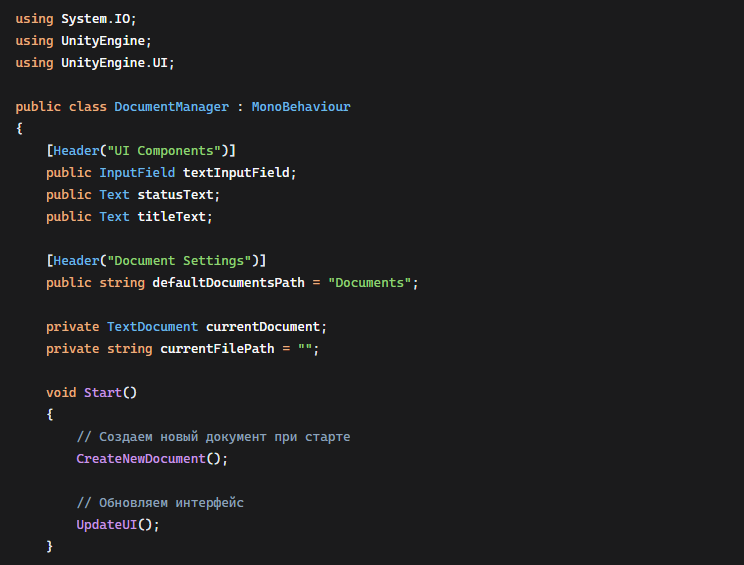 using System.IO;
using UnityEngine;
using UnityEngine.UI;
public class DocumentManager : MonoBehaviour
{
[Header("UI Components")]
public InputField textInputField;
public Text statusText;
public Text titleText;
[Header("Document Settings")]
public string defaultDocumentsPath = "Documents";
private TextDocument currentDocument;
private string currentFilePath = "";
void Start()
{
// Создаем новый документ при старте
CreateNewDocument();
// Обновляем интерфейс
UpdateUI();
}